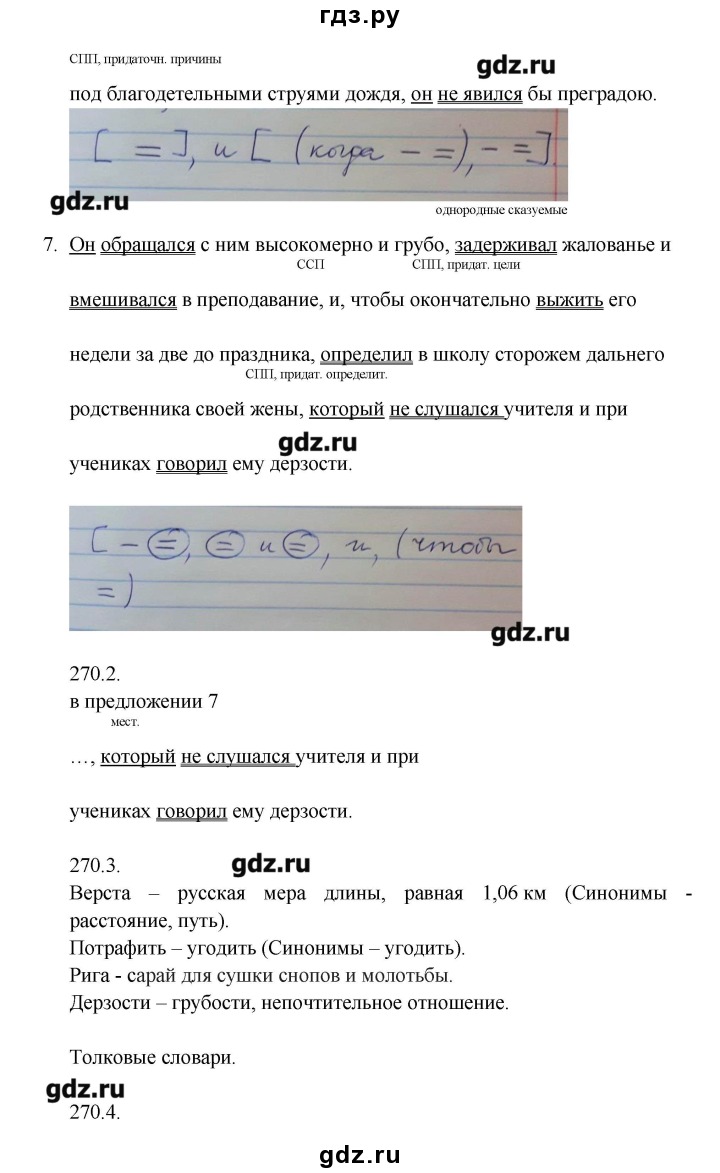 гдз.ру
СПП, придаточн. причины
gdz.ru
под благодетельными струями дождя, он не явился бы преградою.
[ = ], и [ (когда – =), – =].
gdz.ru
однородные сказуемые
7. Он обращался с ним высокомерно и грубо, задерживал жалованье и
ССП СПП, придат. цели
вмешивался в преподавание, и, чтобы окончательно выжить его
недели за две до праздника, определил в школу сторожем дальнего
СПП, придат. определит.
родственника своей жены, который не слушался учителя и при
gdz.ru
учениках говорил ему дерзости.
[ – =, = и =, и, (чтобы
=)
gdz.ru
270.2.
в предложении 7
мест.
…, который не слушался учителя и при
учениках говорил ему дерзости.
270.3.
gdz.ru
Верста – русская мера длины, равная 1,06 км (Синонимы -
расстояние, путь).
Потрафить – угодить (Синонимы – угодить).
Рига - сарай для сушки снопов и молотьбы.
Дерзости – грубости, непочтительное отношение.
Толковые словари.
gdz.ru
270.4.
gdz.ru